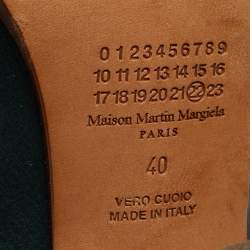 0 1 2 3 4 5 6 7 8 9
10 11 12 13 14 15 16
17 18 19 20 21 22 23
Maison Martin Margiela
PARIS
40
VERO CUOIO
MADE IN ITALY